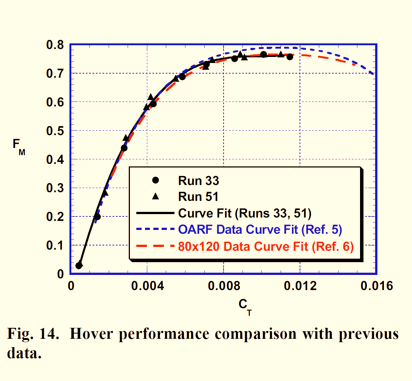 0.8
0.7
0.6
0.5
0.4
0.3
0.2
0.1
0
FM
Run 33
Run 51
Curve Fit (Runs 33, 51)
OARF Data Curve Fit (Ref. 5)
80x120 Data Curve Fit (Ref. 6)
0 0.004 0.008 0.012 0.016
CT
Fig. 14. Hover performance comparison with previous
data.